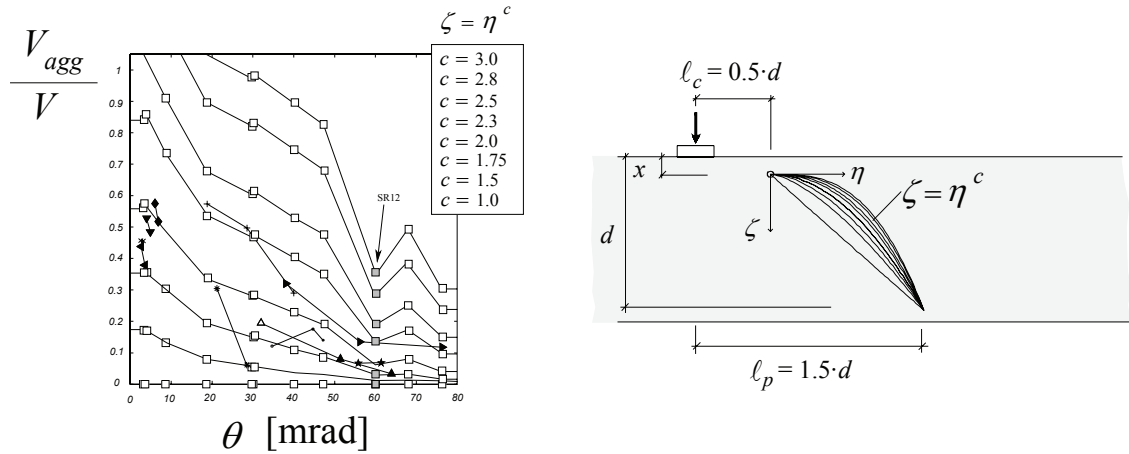 V_agg / V
ζ = η^c
c = 3.0
c = 2.8
c = 2.5
c = 2.3
c = 2.0
c = 1.75
c = 1.5
c = 1.0
SR12
1
0.9
0.8
0.7
0.6
0.5
0.4
0.3
0.2
0.1
0
0 10 20 30 40 50 60 70 80
θ [mrad]
ℓ_c = 0.5·d
x
η
ζ = η^c
ζ
d
ℓ_p = 1.5·d